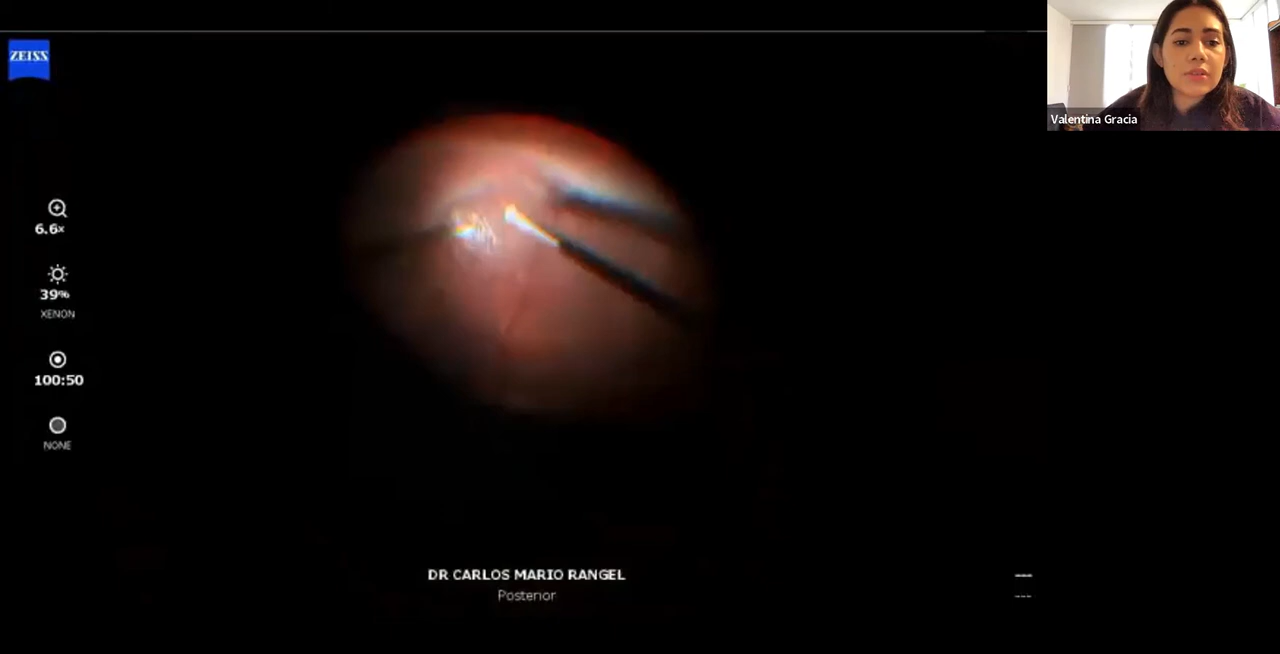 ZEISS
Valentina Gracia
6.6x
39%
XENON
100:50
NONE
DR CARLOS MARIO RANGEL
Posterior